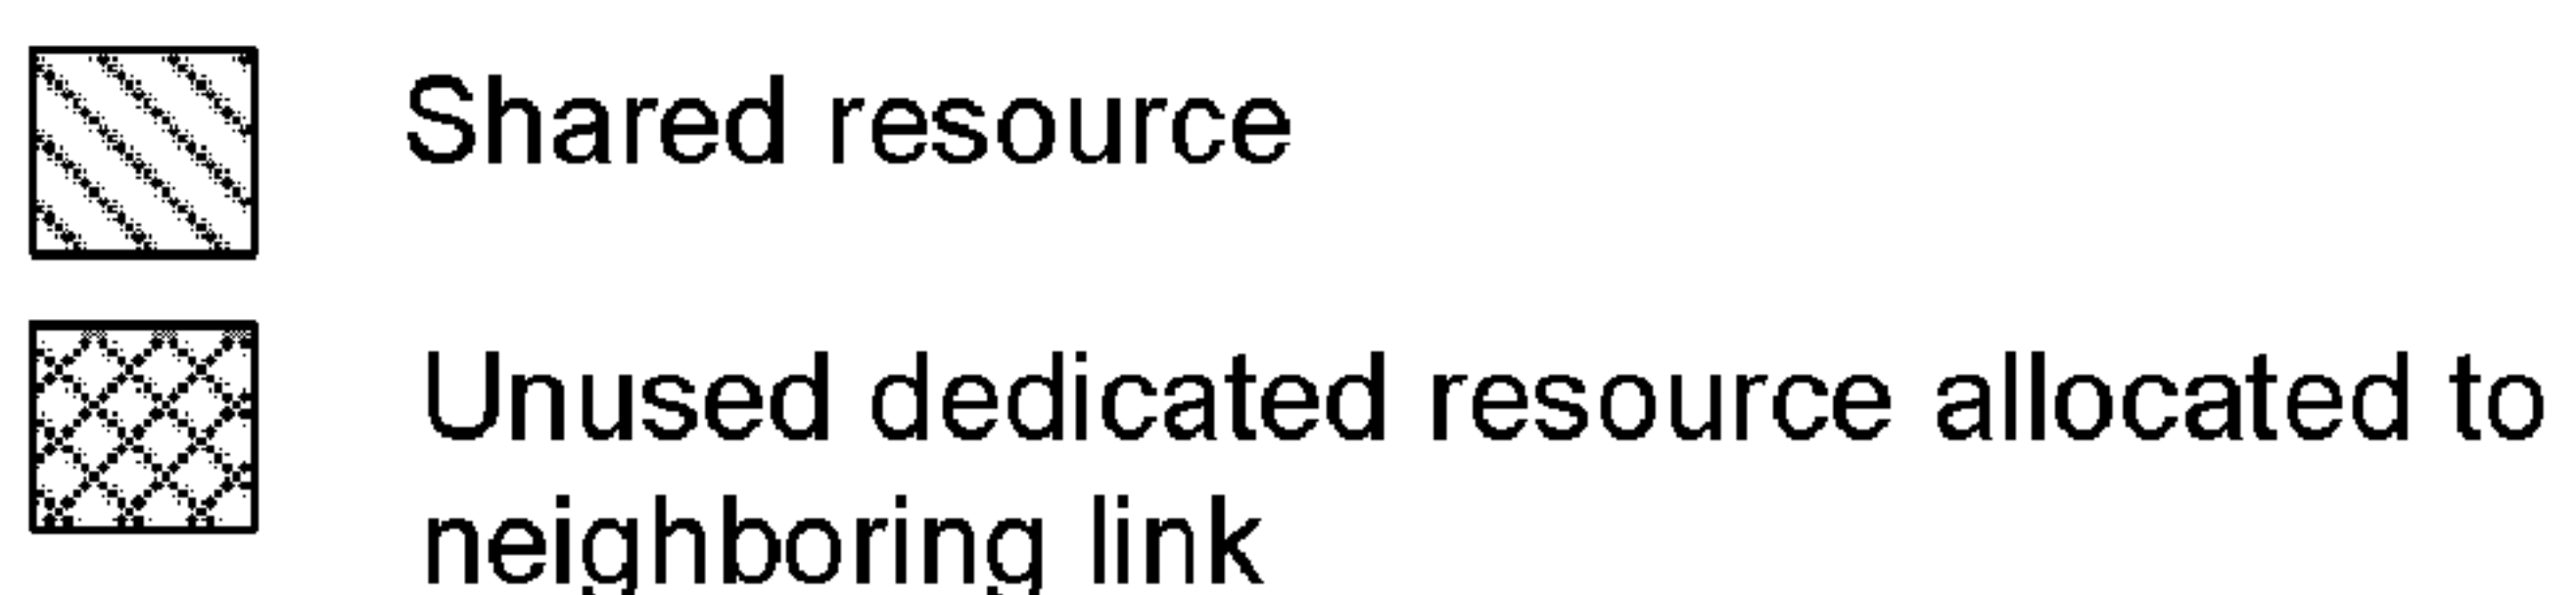 Shared resource
Unused dedicated resource allocated to
neighboring link